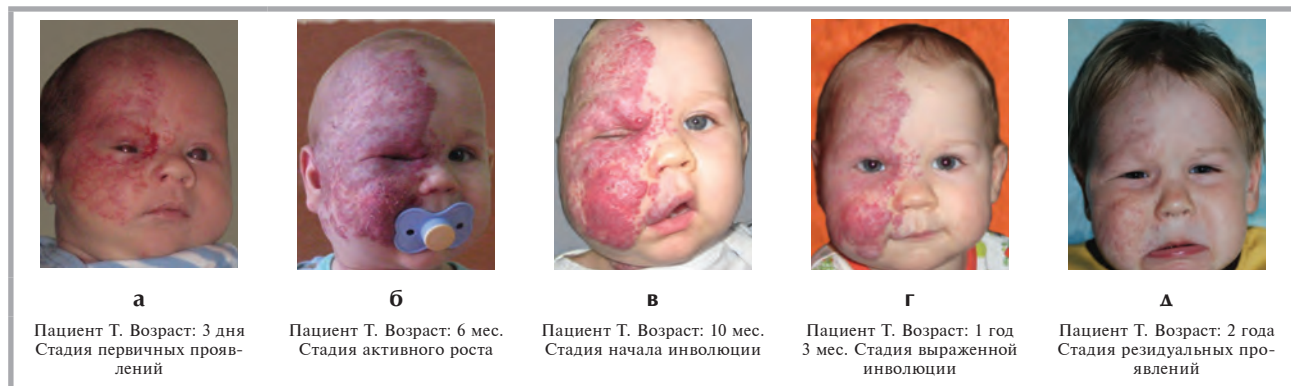 а
Пациент Т. Возраст: 3 дня
Стадия первичных прояв-
лений
б
Пациент Т. Возраст: 6 мес.
Стадия активного роста
в
Пациент Т. Возраст: 10 мес.
Стадия начала инволюции
г
Пациент Т. Возраст: 1 год
3 мес. Стадия выраженной
инволюции
д
Пациент Т. Возраст: 2 года
Стадия резидуальных про-
явлений